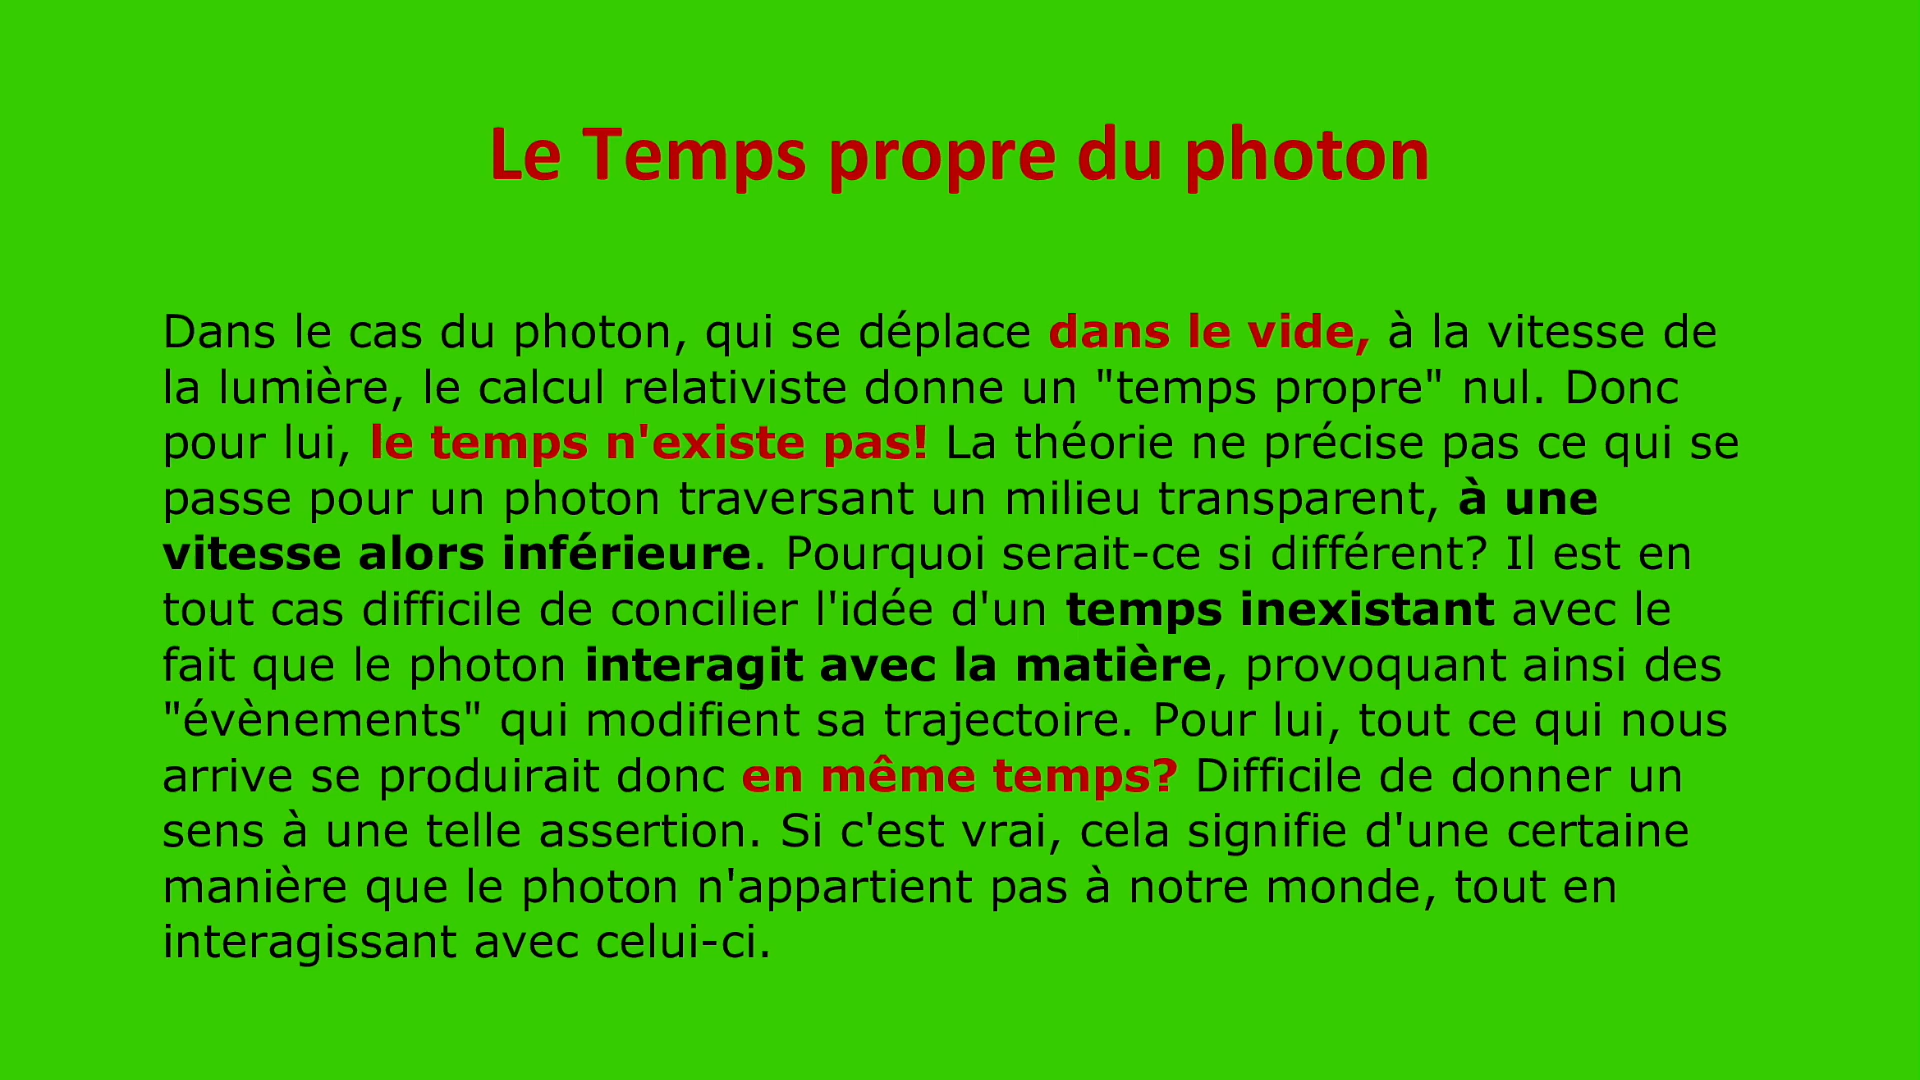 Le Temps propre du photon
Dans le cas du photon, qui se déplace dans le vide, à la vitesse de
la lumière, le calcul relativiste donne un "temps propre" nul. Donc
pour lui, le temps n'existe pas! La théorie ne précise pas ce qui se
passe pour un photon traversant un milieu transparent, à une
vitesse alors inférieure. Pourquoi serait-ce si différent? Il est en
tout cas difficile de concilier l'idée d'un temps inexistant avec le
fait que le photon interagit avec la matière, provoquant ainsi des
"évènements" qui modifient sa trajectoire. Pour lui, tout ce qui nous
arrive se produirait donc en même temps? Difficile de donner un
sens à une telle assertion. Si c'est vrai, cela signifie d'une certaine
manière que le photon n'appartient pas à notre monde, tout en
interagissant avec celui-ci.